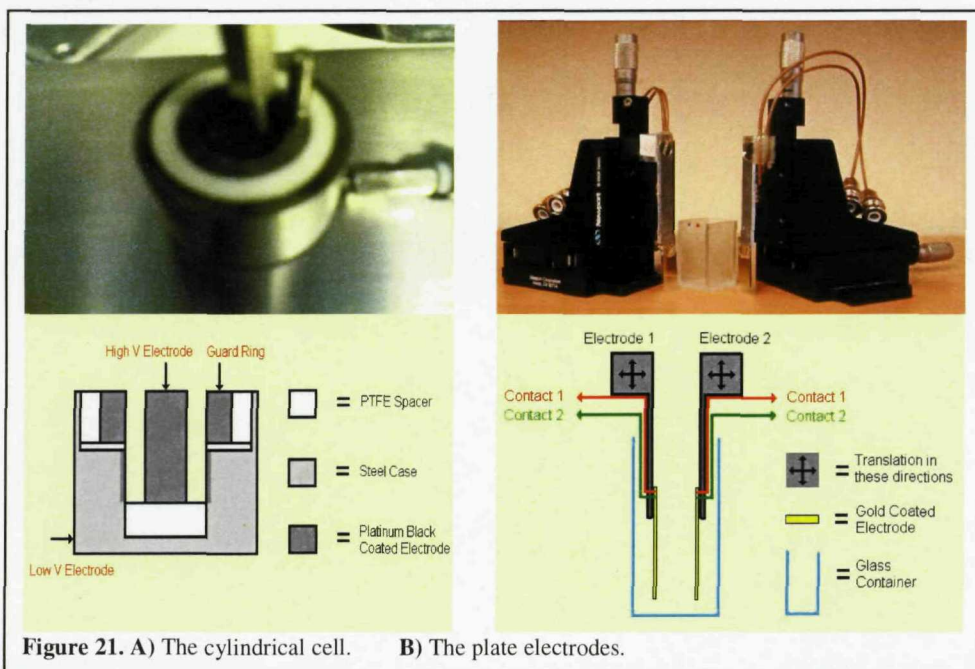 Newport
High V Electrode Guard Ring
= PTFE Spacer
= Steel Case
= Platinum Black
Coated Electrode
Low V Electrode
Electrode 1 Electrode 2
Contact 1 Contact 1
Contact 2 Contact 2
= Translation in
these directions
= Gold Coated
Electrode
= Glass
Container
Figure 21. A) The cylindrical cell. B) The plate electrodes.